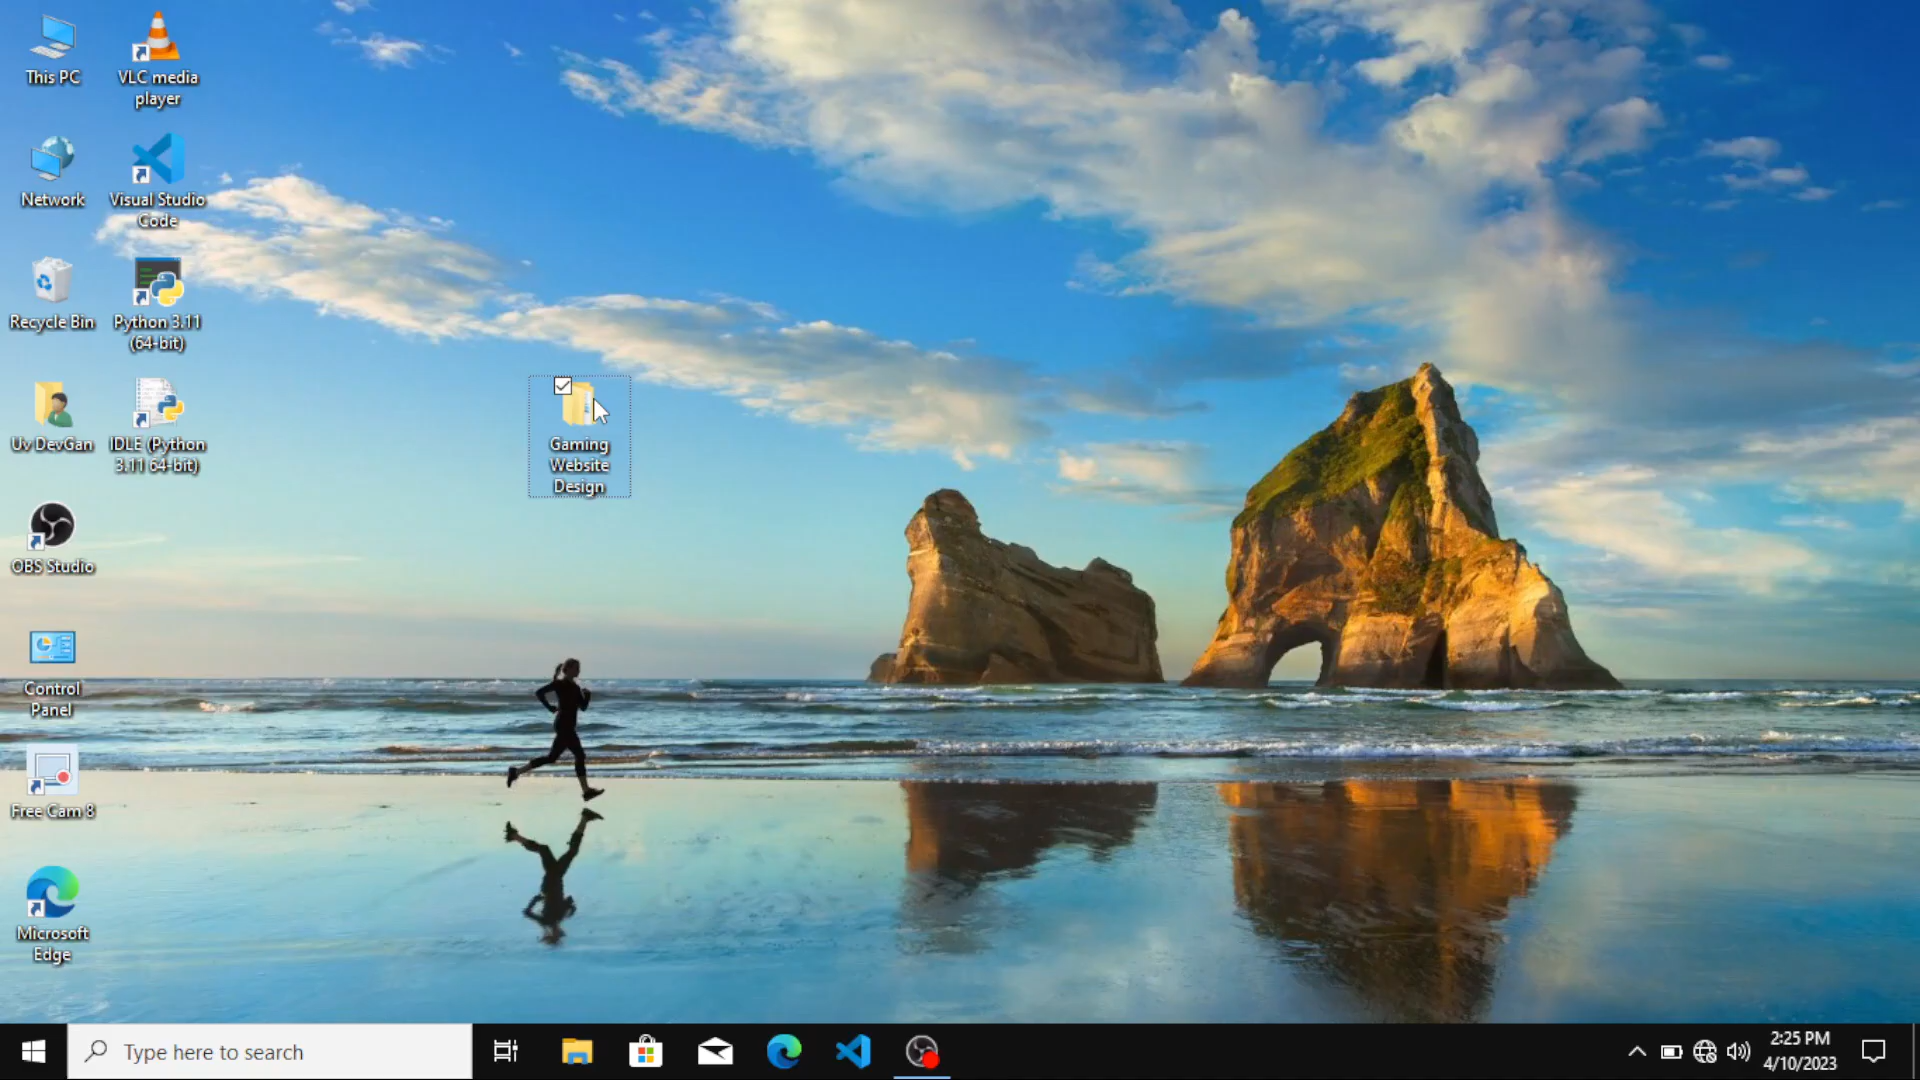 This PC
VLC media
player
Network
Visual Studio
Code
Recycle Bin
Python 3.11
(64-bit)
Uv DevGan
IDLE (Python
3.11 64-bit)
Gaming
Website
Design
OBS Studio
Control
Panel
Free Cam 8
Microsoft
Edge
Type here to search
2:25 PM
4/10/2023